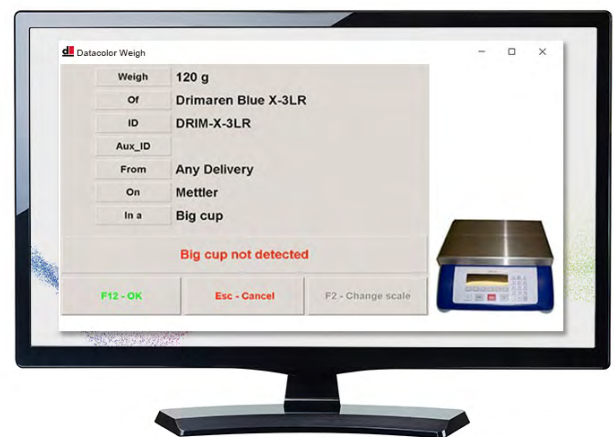 Datacolor Weigh
Weigh 120 g
Of Drimaren Blue X-3LR
ID DRIM-X-3LR
Aux_ID
From Any Delivery
On Mettler
In a Big cup
Big cup not detected
F12 - OK Esc - Cancel F2 - Change scale